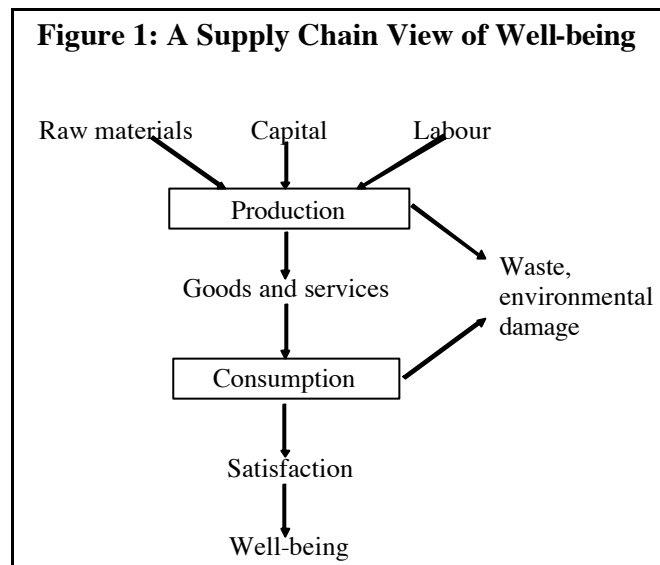 Figure 1: A Supply Chain View of Well-being
Raw materials Capital Labour
Production
Goods and services
Waste,
environmental
damage
Consumption
Satisfaction
Well-being